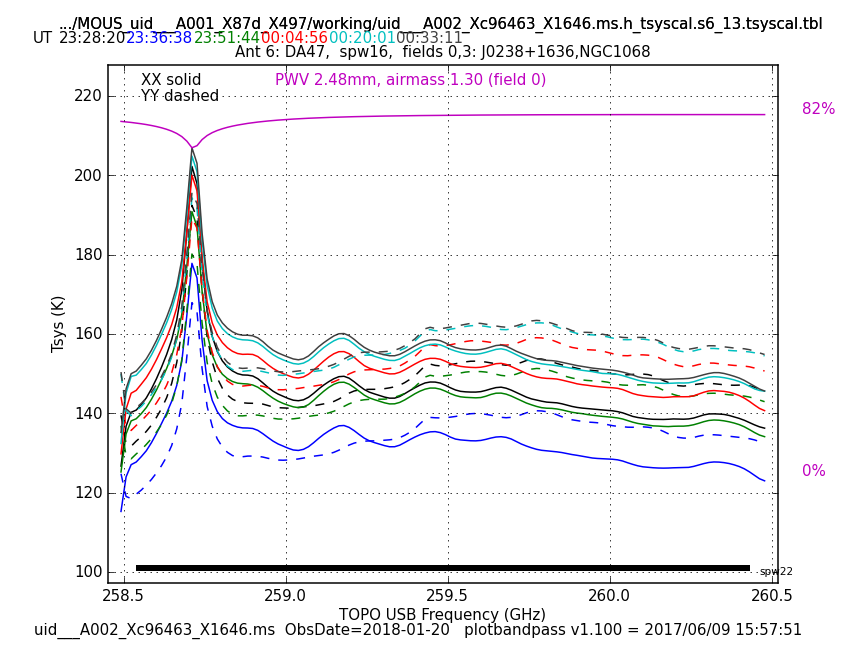 .../MOUS_uid___A001_X87d_X497/working/uid___A002_Xc96463_X1646.ms.h_tsyscal.s6_13.tsyscal.tbl
UT 23:28:20 23:36:38 23:51:44 00:04:56 00:20:01 00:33:11
Ant 6: DA47, spw16, fields 0,3: J0238+1636,NGC1068
XX solid
PWV 2.48mm, airmass 1.30 (field 0)
YY dashed
82%
0%
220
200
180
160
140
120
100
Tsys (K)
spw22
258.5 259.0 259.5 260.0 260.5
TOPO USB Frequency (GHz)
uid___A002_Xc96463_X1646.ms ObsDate=2018-01-20 plotbandpass v1.100 = 2017/06/09 15:57:51